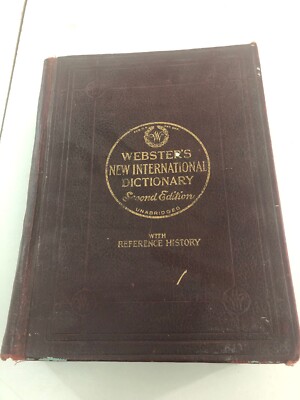 W
WEBSTER'S
NEW INTERNATIONAL
DICTIONARY
Second Edition
UNABRIDGED
WITH
REFERENCE HISTORY